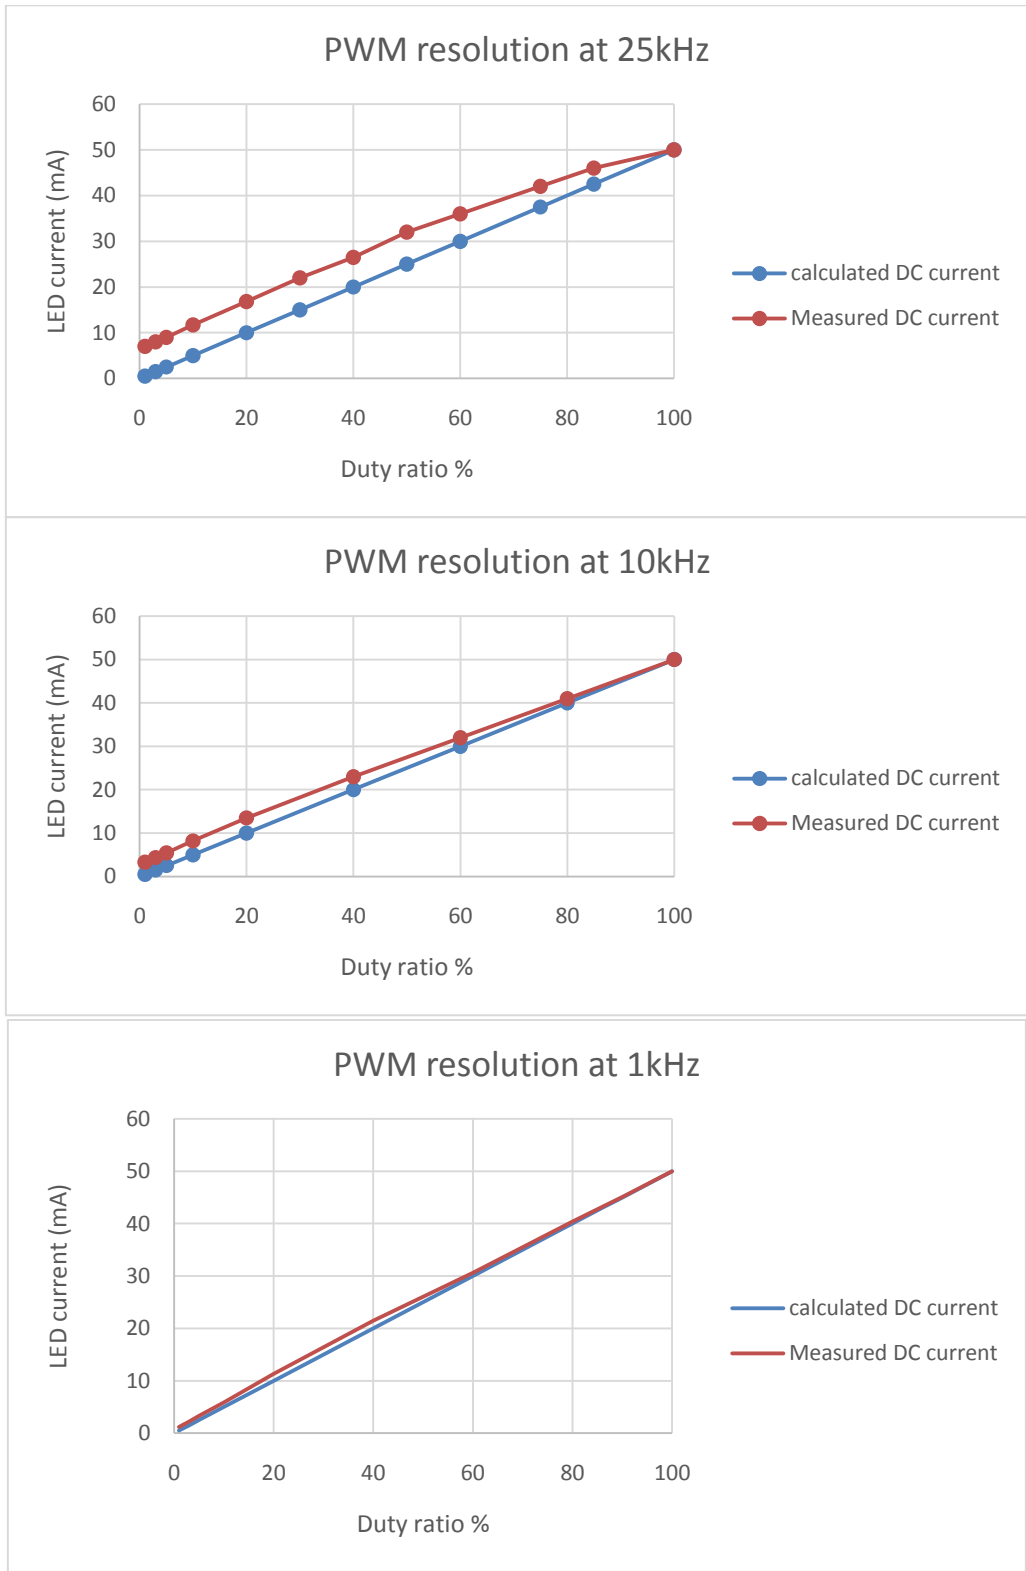 PWM resolution at 25kHz
60
50
40
30
20
10
0
LED current (mA)
0 20 40 60 80 100
Duty ratio %
calculated DC current
Measured DC current
PWM resolution at 10kHz
60
50
40
30
20
10
0
LED current (mA)
0 20 40 60 80 100
Duty ratio %
calculated DC current
Measured DC current
PWM resolution at 1kHz
60
50
40
30
20
10
0
LED current (mA)
0 20 40 60 80 100
Duty ratio %
calculated DC current
Measured DC current